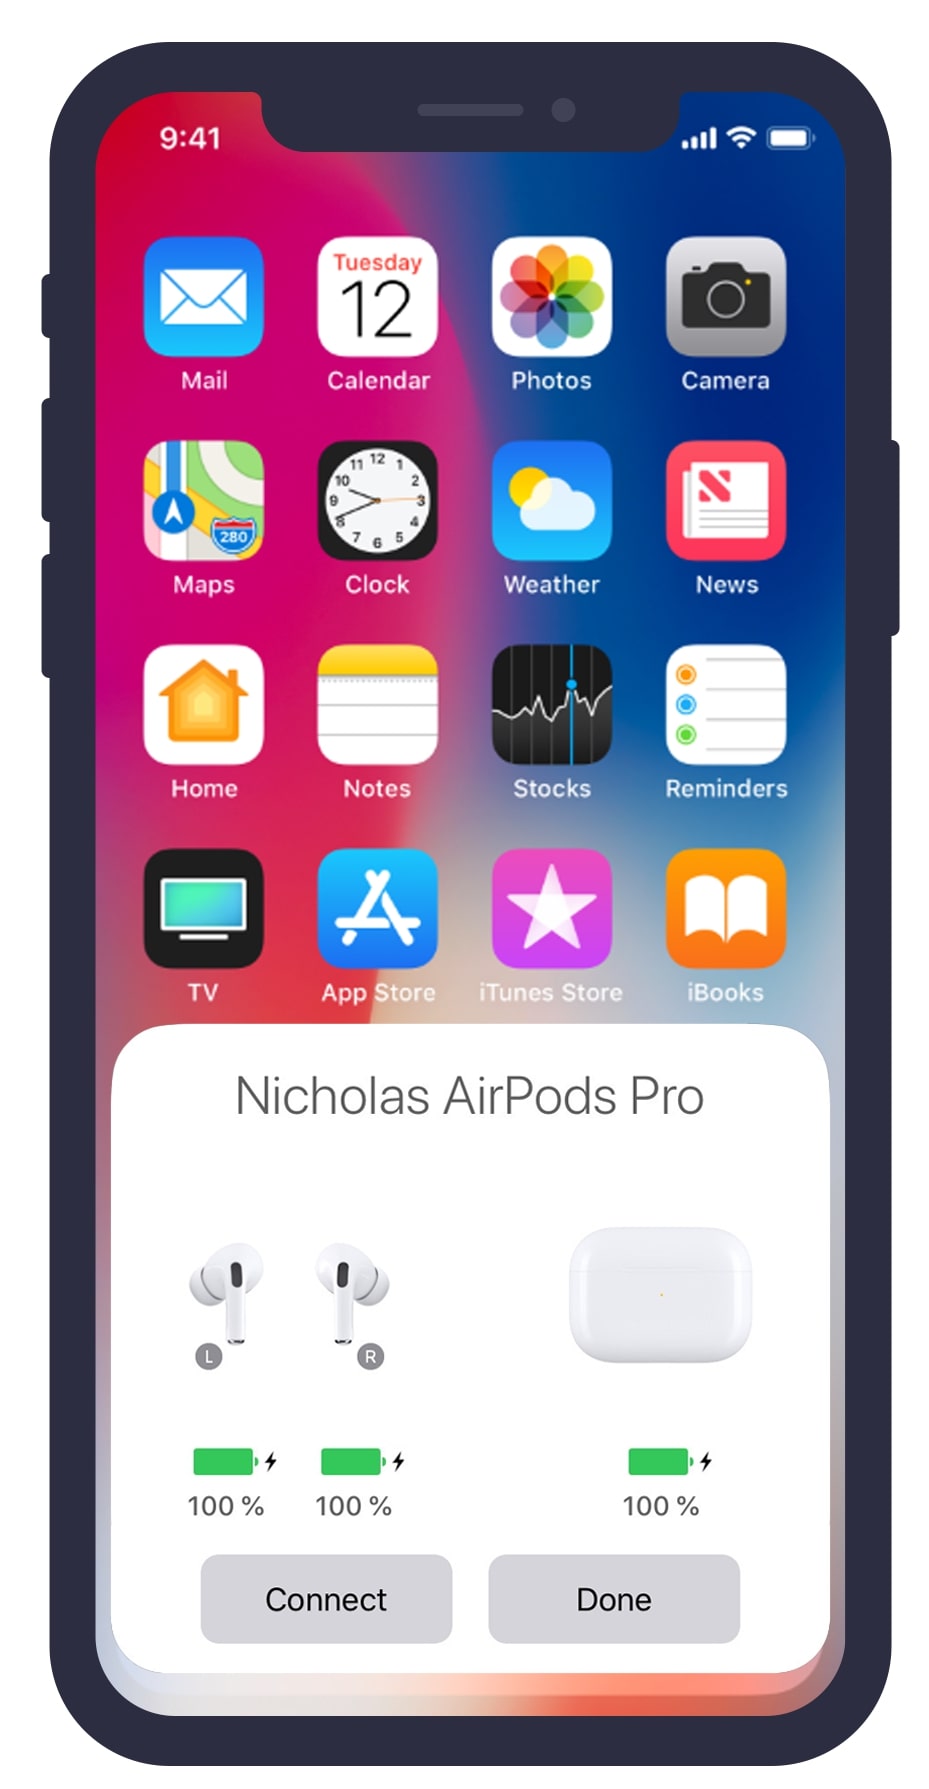 9:41
Tuesday
12
Mail Calendar Photos Camera
12
11 1
10 2
9 3
8 4
7 5
6
280
Maps Clock Weather News
Home Notes Stocks Reminders
TV App Store iTunes Store iBooks
Nicholas AirPods Pro
L R
100 % 100 % 100 %
Connect Done